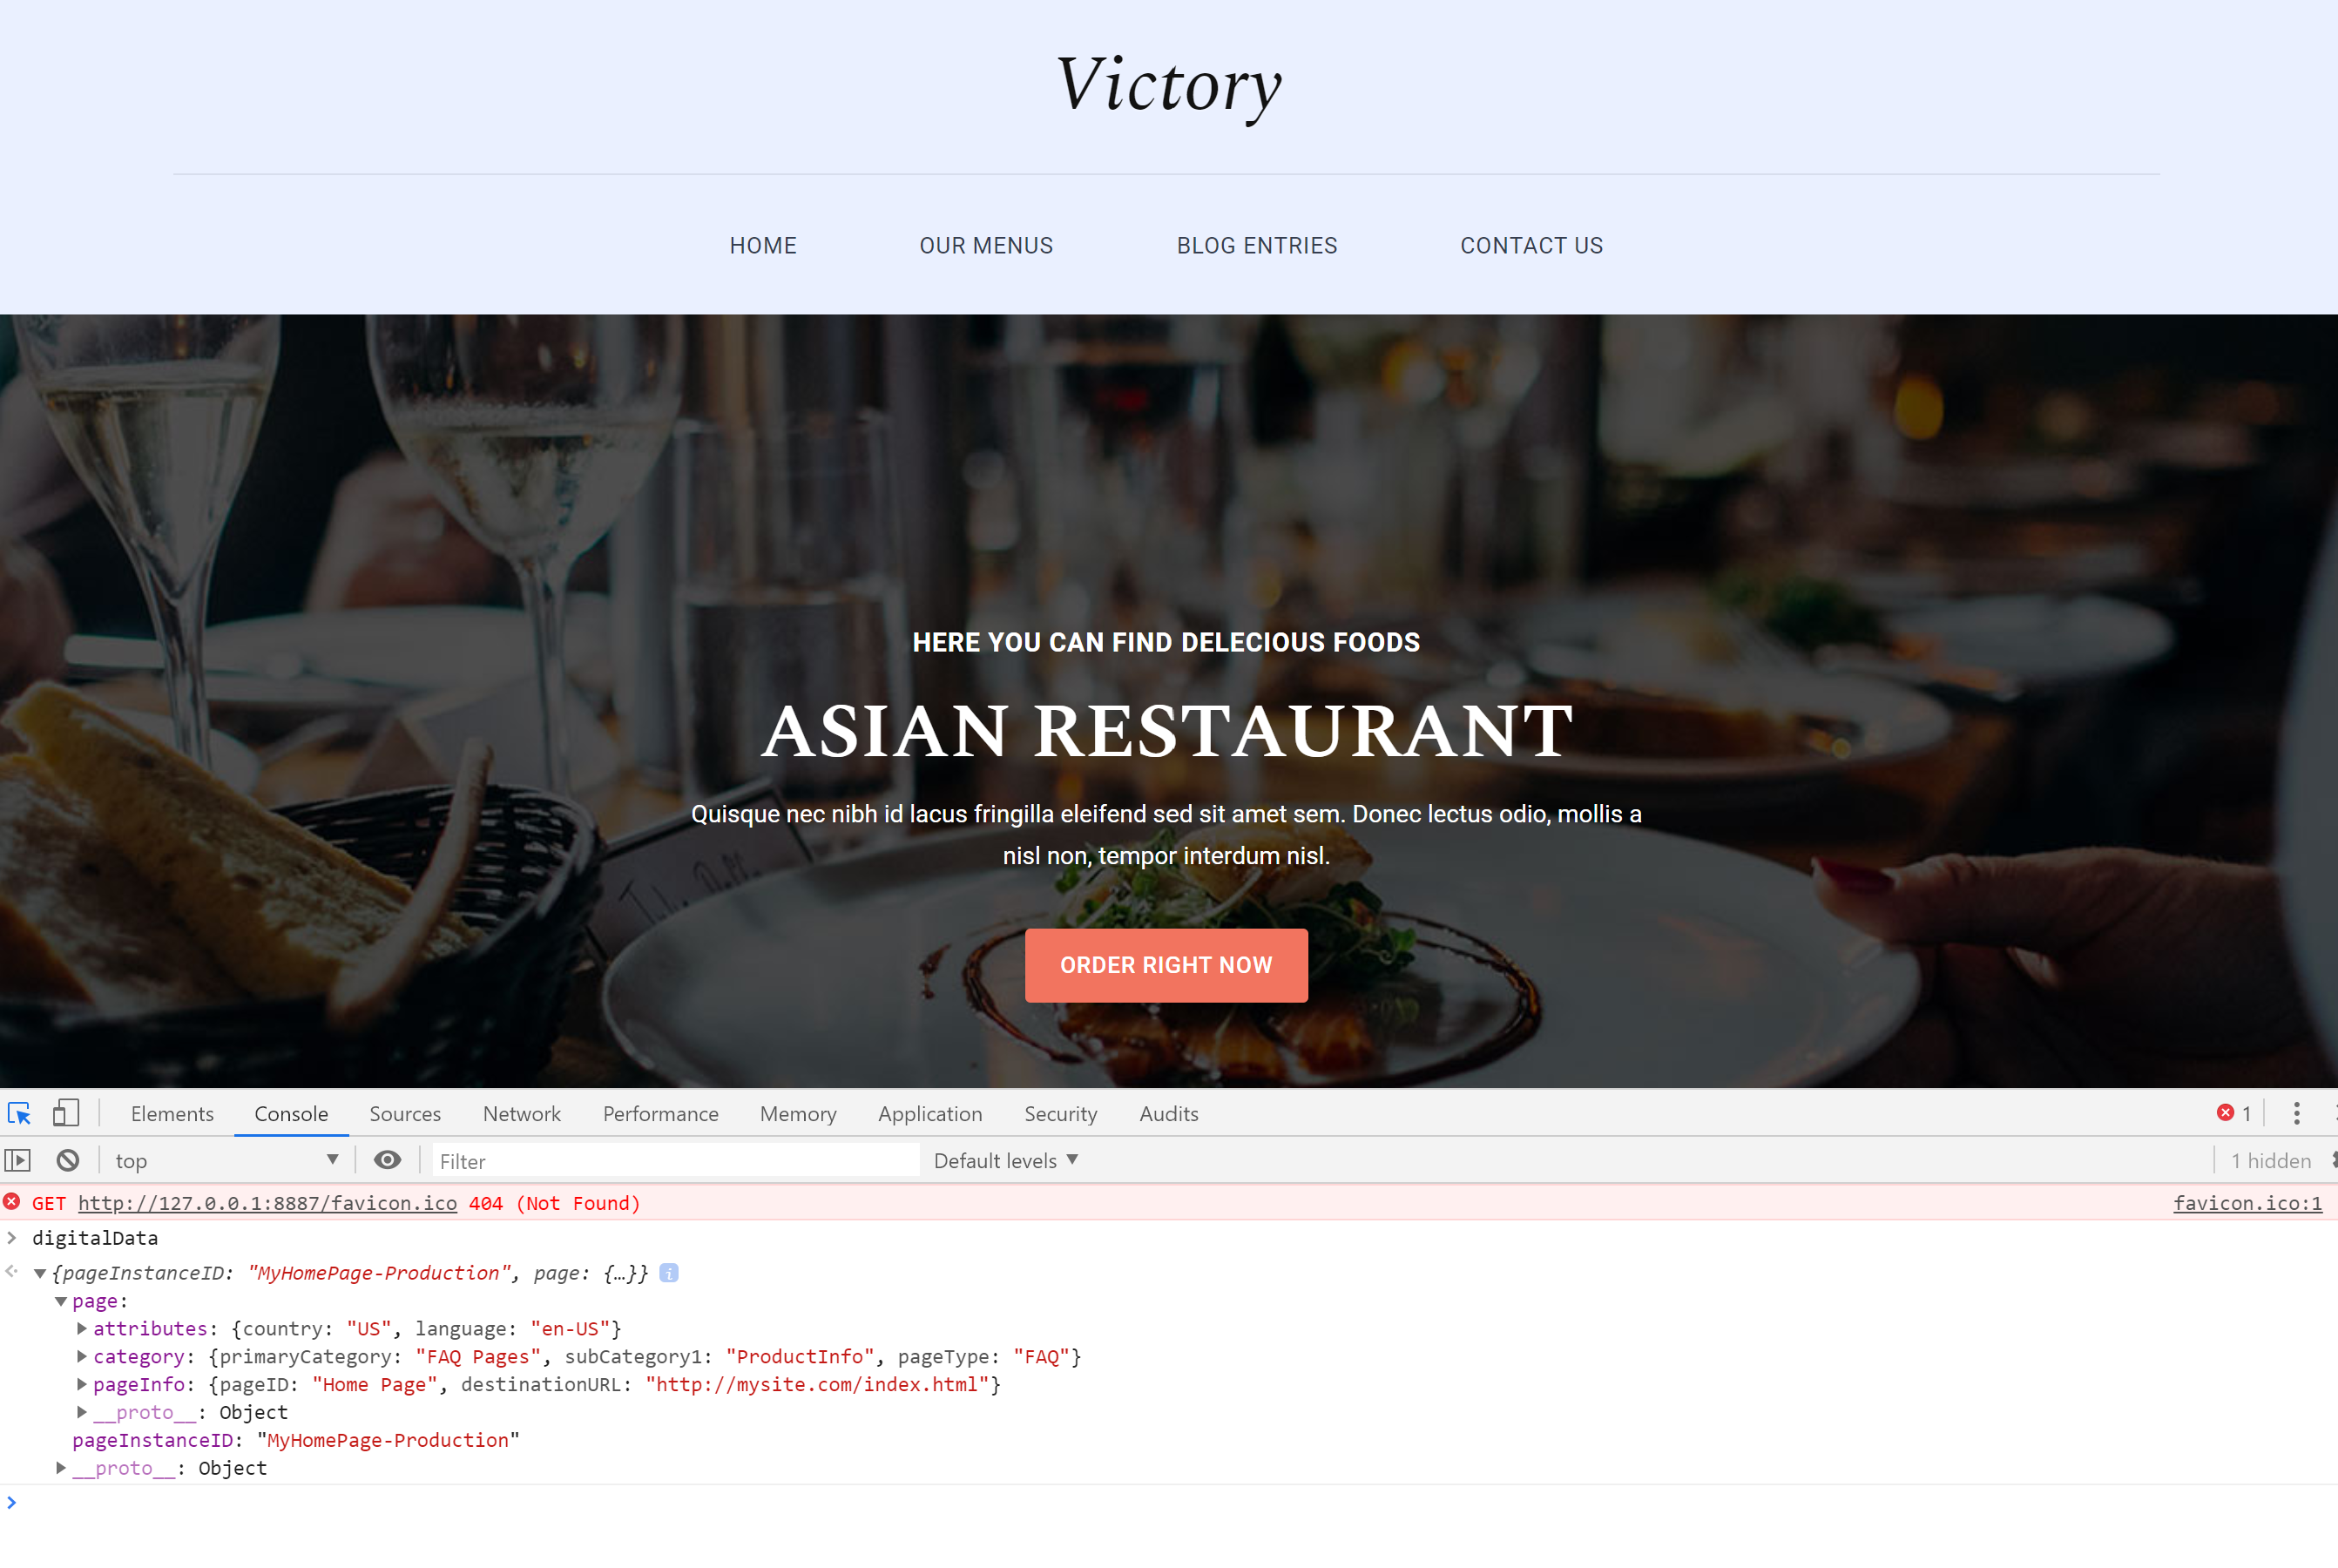 Victory
HOME OUR MENUS BLOG ENTRIES CONTACT US
HERE YOU CAN FIND DELECIOUS FOODS
ASIAN RESTAURANT
Quisque nec nibh id lacus fringilla eleifend sed sit amet sem. Donec lectus odio, mollis a
nisl non, tempor interdum nisl.
ORDER RIGHT NOW
Elements Console Sources Network Performance Memory Application Security Audits 1
top Filter Default levels 1 hidden
GET http://127.0.0.1:8887/favicon.ico 404 (Not Found) favicon.ico:1
digitalData
{pageInstanceID: "MyHomePage-Production", page: {…}} i
page:
attributes: {country: "US", language: "en-US"}
category: {primaryCategory: "FAQ Pages", subCategory1: "ProductInfo", pageType: "FAQ"}
pageInfo: {pageID: "Home Page", destinationURL: "http://mysite.com/index.html"}
__proto__: Object
pageInstanceID: "MyHomePage-Production"
__proto__: Object